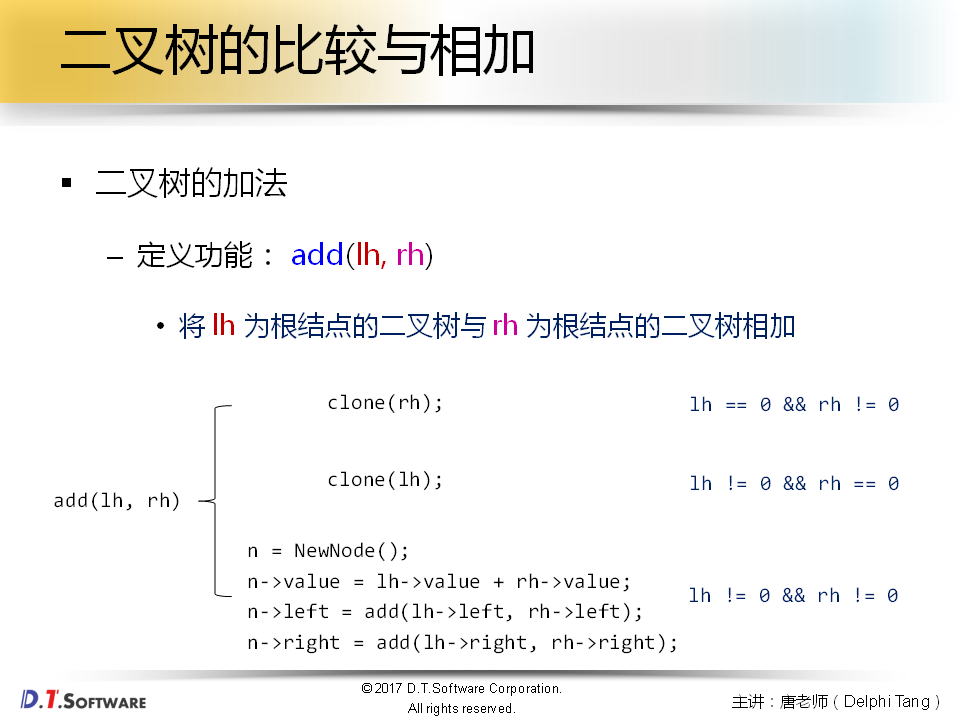 二叉树的比较与相加
▪ 二叉树的加法
– 定义功能： add(lh, rh)
• 将 lh 为根结点的二叉树与 rh 为根结点的二叉树相加
clone(rh); lh == 0 && rh != 0
clone(lh); lh != 0 && rh == 0
add(lh, rh)
n = NewNode();
n->value = lh->value + rh->value;
lh != 0 && rh != 0
n->left = add(lh->left, rh->left);
n->right = add(lh->right, rh->right);
D.T.SOFTWARE
©2017 D.T.Software Corporation.
All rights reserved.
主讲：唐老师（Delphi Tang）